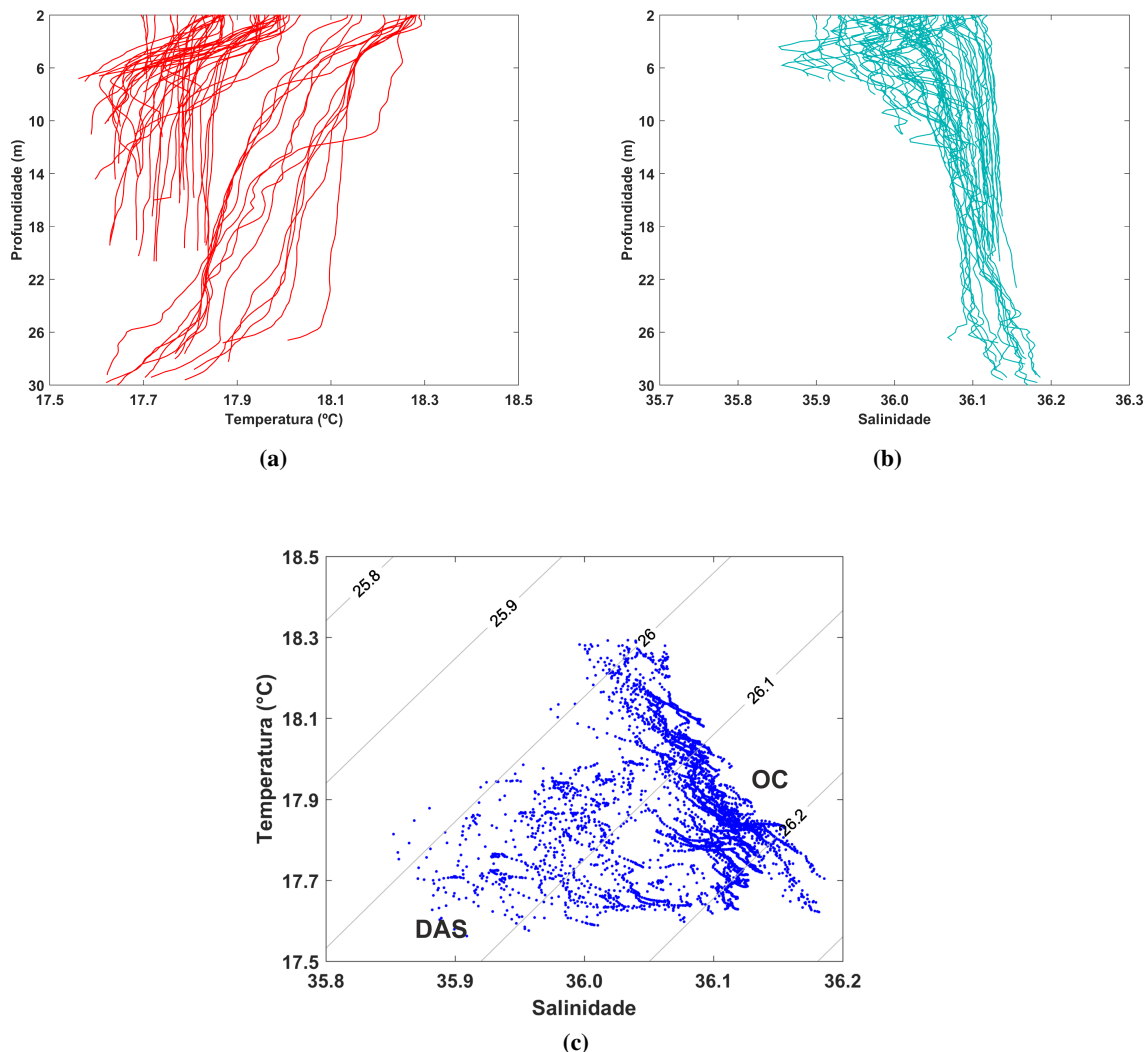 2
6
10
14
18
22
26
30
Profundidade (m)
17.5 17.7 17.9 18.1 18.3 18.5
Temperatura (ºC)
(a)
2
6
10
14
18
22
26
30
Profundidade (m)
35.7 35.8 35.9 36.0 36.1 36.2 36.3
Salinidade
(b)
18.5
18.3
18.1
17.9
17.7
17.5
Temperatura (°C)
25.8
25.9
26
26.1
26.2
OC
DAS
35.8 35.9 36.0 36.1 36.2
Salinidade
(c)